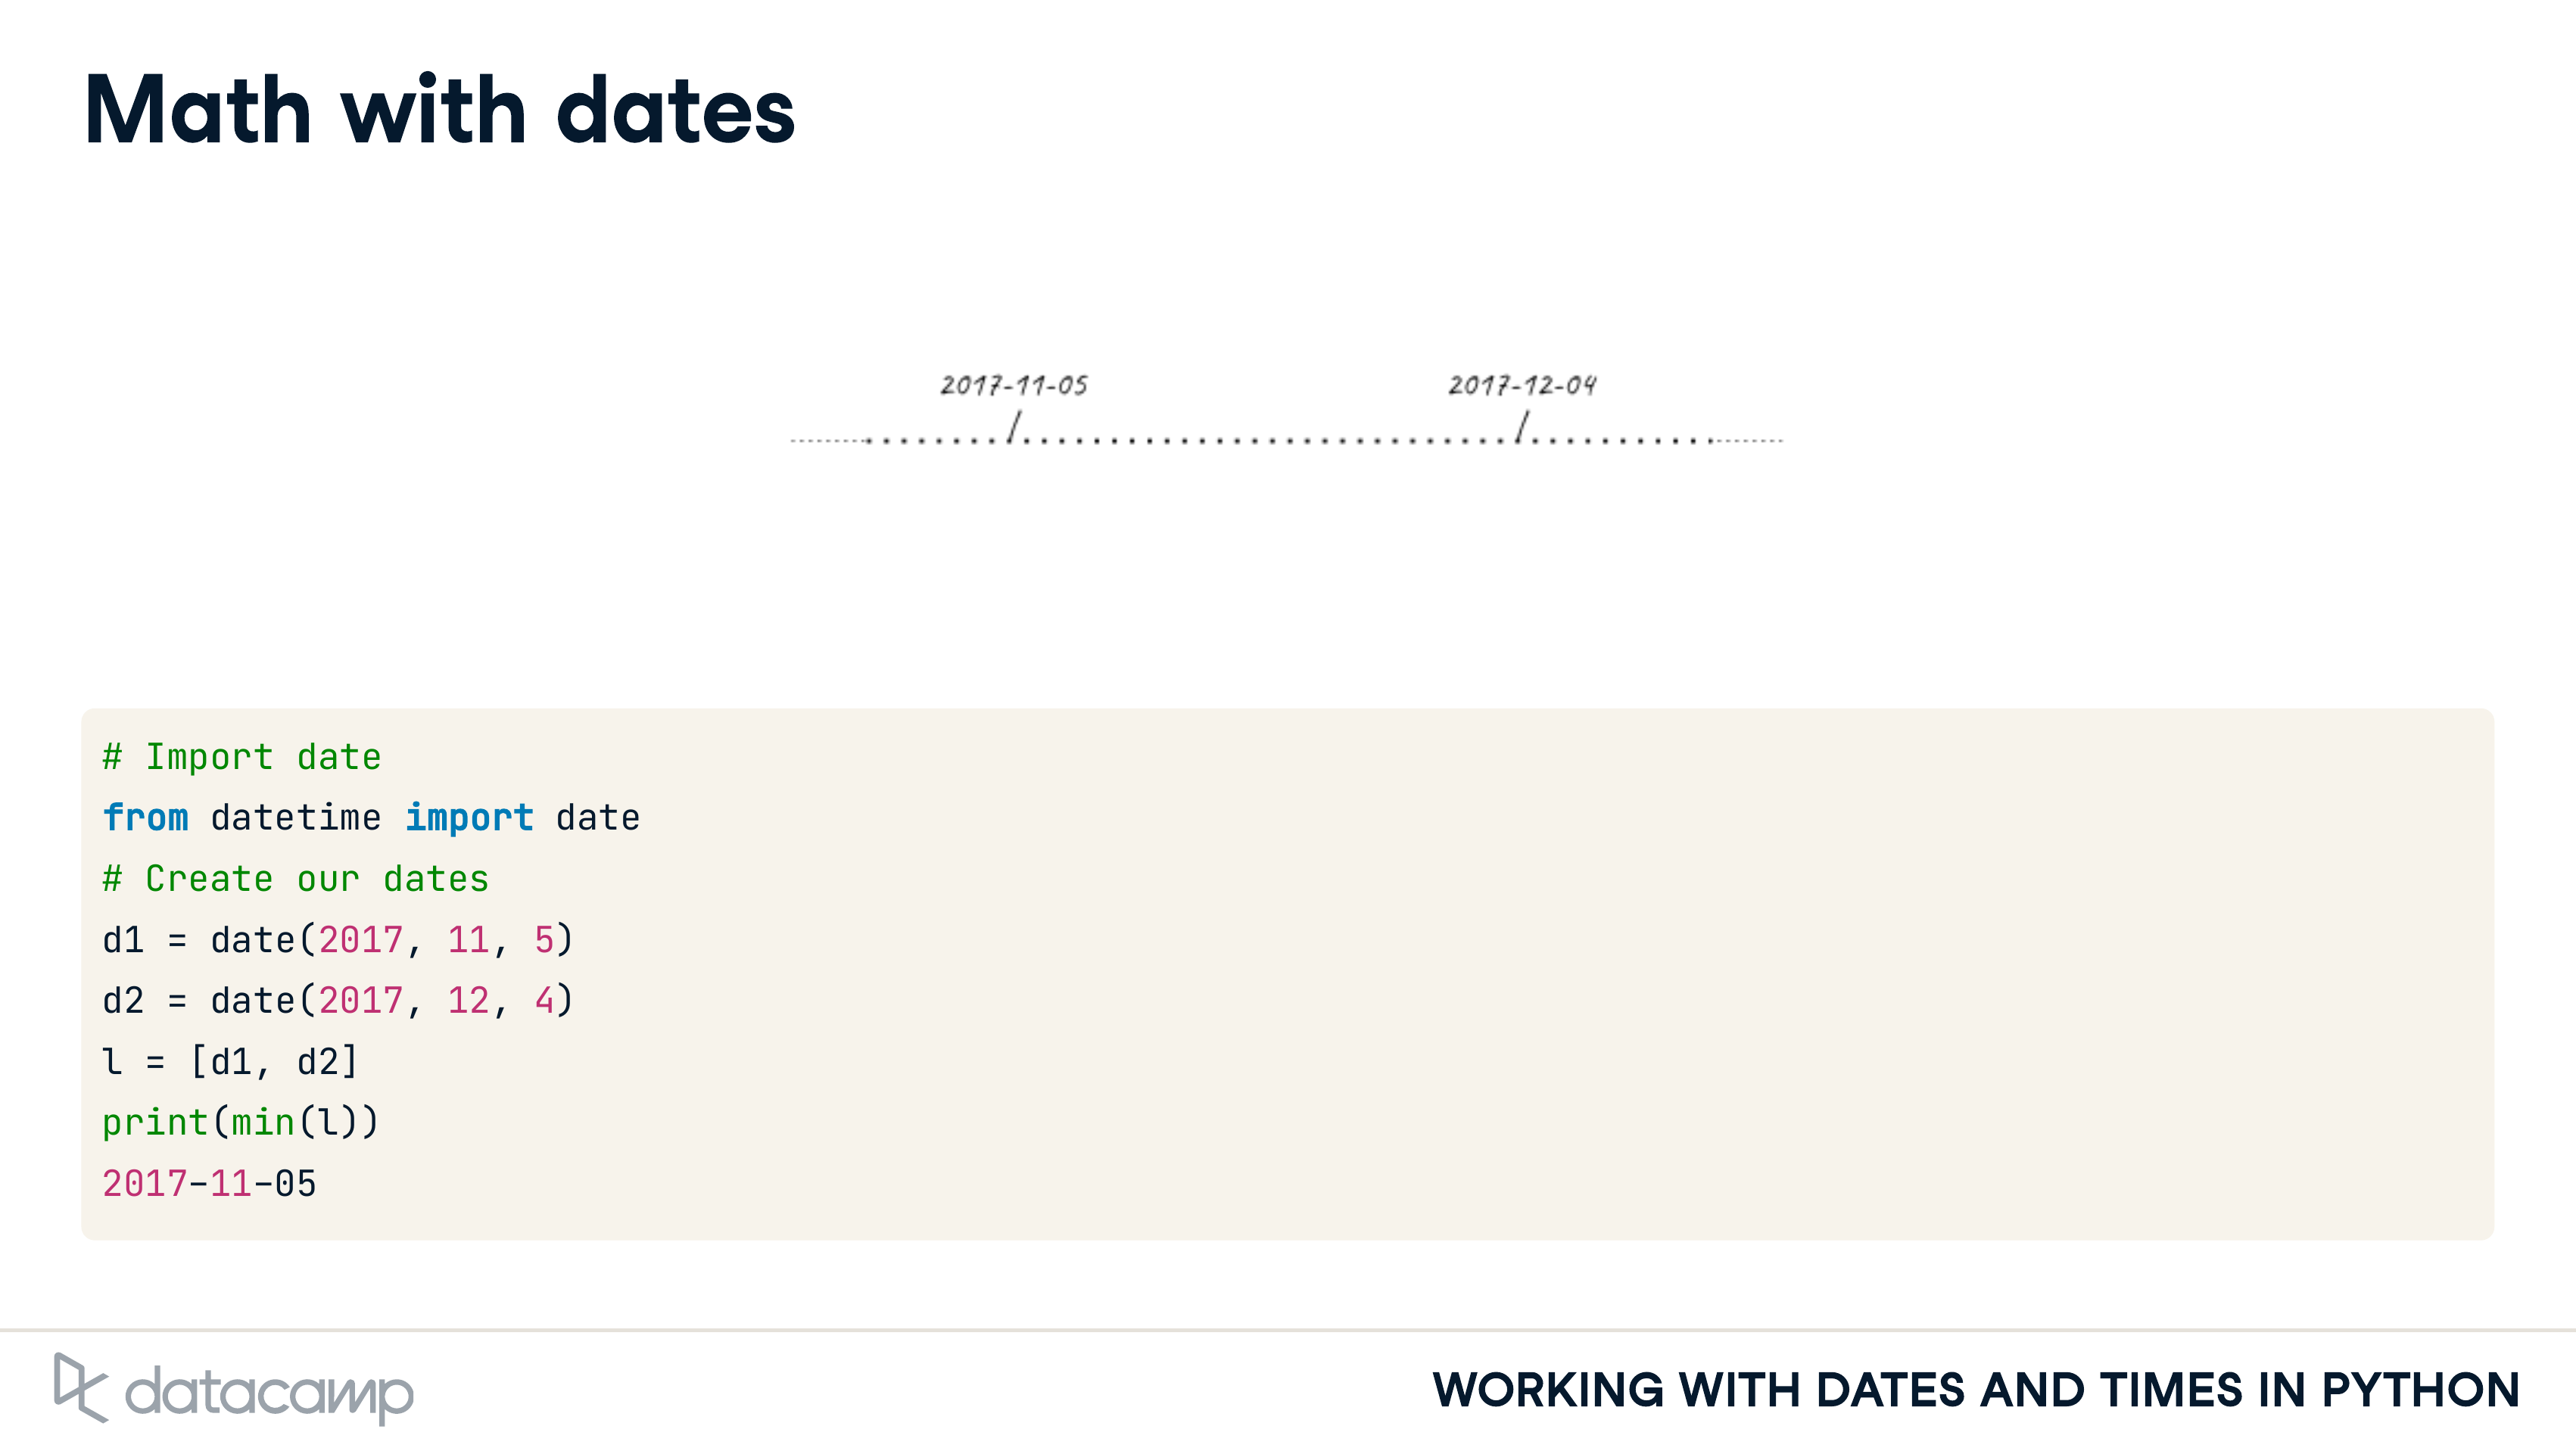 Math with dates
2017-11-05 2017-12-04
# Import date
from datetime import date
# Create our dates
d1 = date(2017, 11, 5)
d2 = date(2017, 12, 4)
l = [d1, d2]
print(min(l))
2017-11-05
datacamp
WORKING WITH DATES AND TIMES IN PYTHON